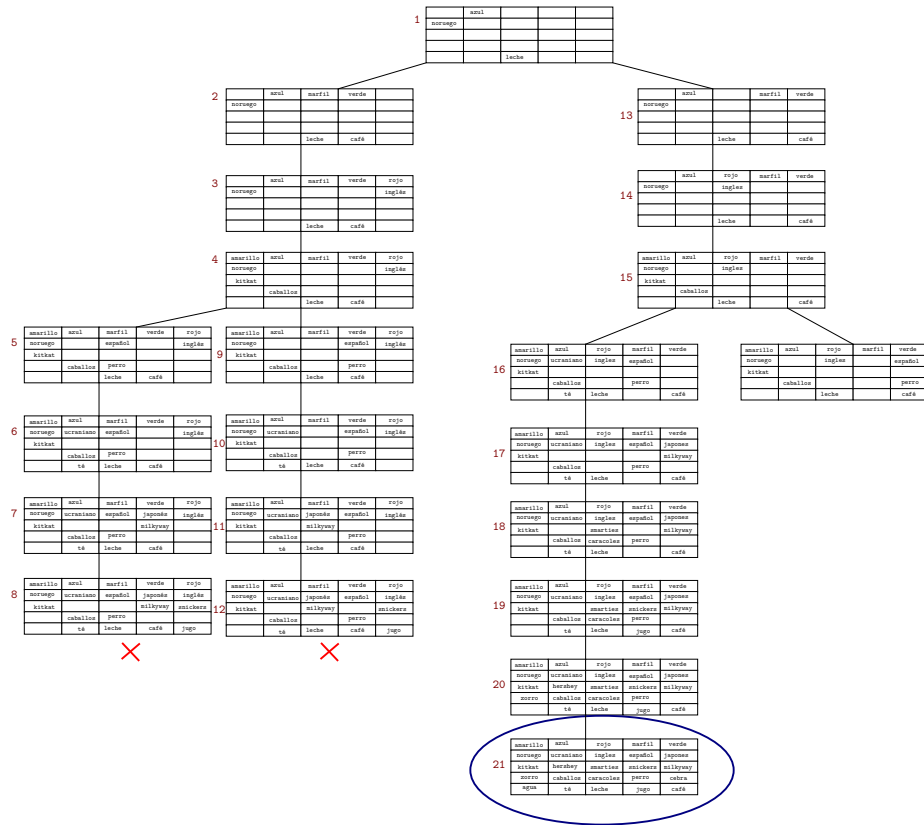 1
azul
noruego
leche
2
azul marfil verde
noruego
leche café
13
azul marfil verde
noruego
leche café
3
azul marfil verde rojo
noruego inglés
leche café
14
azul rojo marfil verde
noruego ingles
leche café
4
amarillo azul marfil verde rojo
noruego inglés
kitkat
caballos
leche café
15
amarillo azul rojo marfil verde
noruego ingles
kitkat
caballos
leche café
5
amarillo azul marfil verde rojo
noruego español inglés
kitkat
caballos perro
leche café
9
amarillo azul marfil verde rojo
noruego español inglés
kitkat
caballos perro
leche café
16
amarillo azul rojo marfil verde
noruego ucraniano ingles español
kitkat
caballos perro
té leche café
amarillo azul rojo marfil verde
noruego ingles español
kitkat
caballos perro
leche café
6
amarillo azul marfil verde rojo
noruego ucraniano español inglés
kitkat
caballos perro
té leche café
10
amarillo azul marfil verde rojo
noruego ucraniano español inglés
kitkat
caballos perro
té leche café
17
amarillo azul rojo marfil verde
noruego ucraniano ingles español japones
kitkat milkyway
caballos perro
té leche café
7
amarillo azul marfil verde rojo
noruego ucraniano español japonés inglés
kitkat milkyway
caballos perro
té leche café
11
amarillo azul marfil verde rojo
noruego ucraniano japonés español inglés
kitkat milkyway
caballos perro
té leche café
18
amarillo azul rojo marfil verde
noruego ucraniano ingles español japones
kitkat smarties milkyway
caballos caracoles perro
té leche café
8
amarillo azul marfil verde rojo
noruego ucraniano español japonés inglés
kitkat milkyway snickers
caballos perro
té leche café jugo
12
amarillo azul marfil verde rojo
noruego ucraniano japonés español inglés
kitkat milkyway snickers
caballos perro
té leche café jugo
19
amarillo azul rojo marfil verde
noruego ucraniano ingles español japones
kitkat smarties snickers milkyway
caballos caracoles perro
té leche jugo café
20
amarillo azul rojo marfil verde
noruego ucraniano ingles español japones
kitkat hershey smarties snickers milkyway
zorro caballos caracoles perro
té leche jugo café
21
amarillo azul rojo marfil verde
noruego ucraniano ingles español japones
kitkat hershey smarties snickers milkyway
zorro caballos caracoles perro cebra
agua té leche jugo café